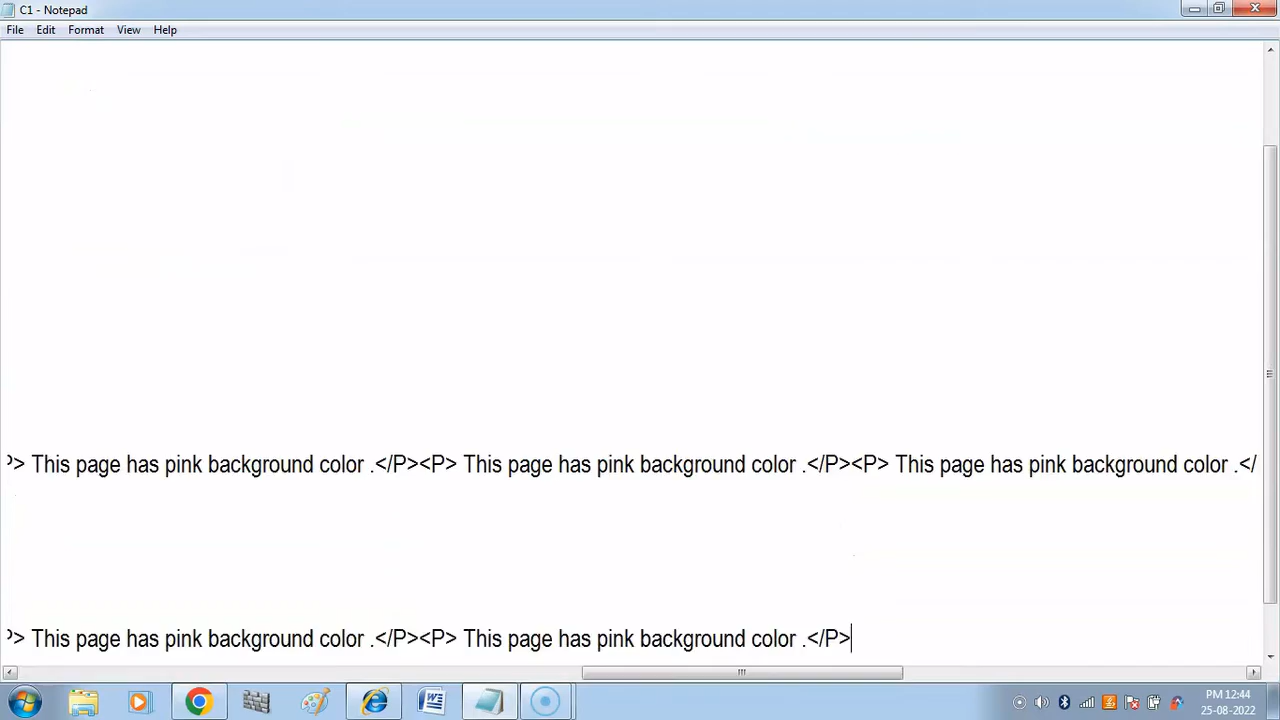 C1 - Notepad
File Edit Format View Help
P> This page has pink background color .</P><P> This page has pink background color .</P><P> This page has pink background color .</
P> This page has pink background color .</P><P> This page has pink background color .</P>
PM 12:44
25-08-2022